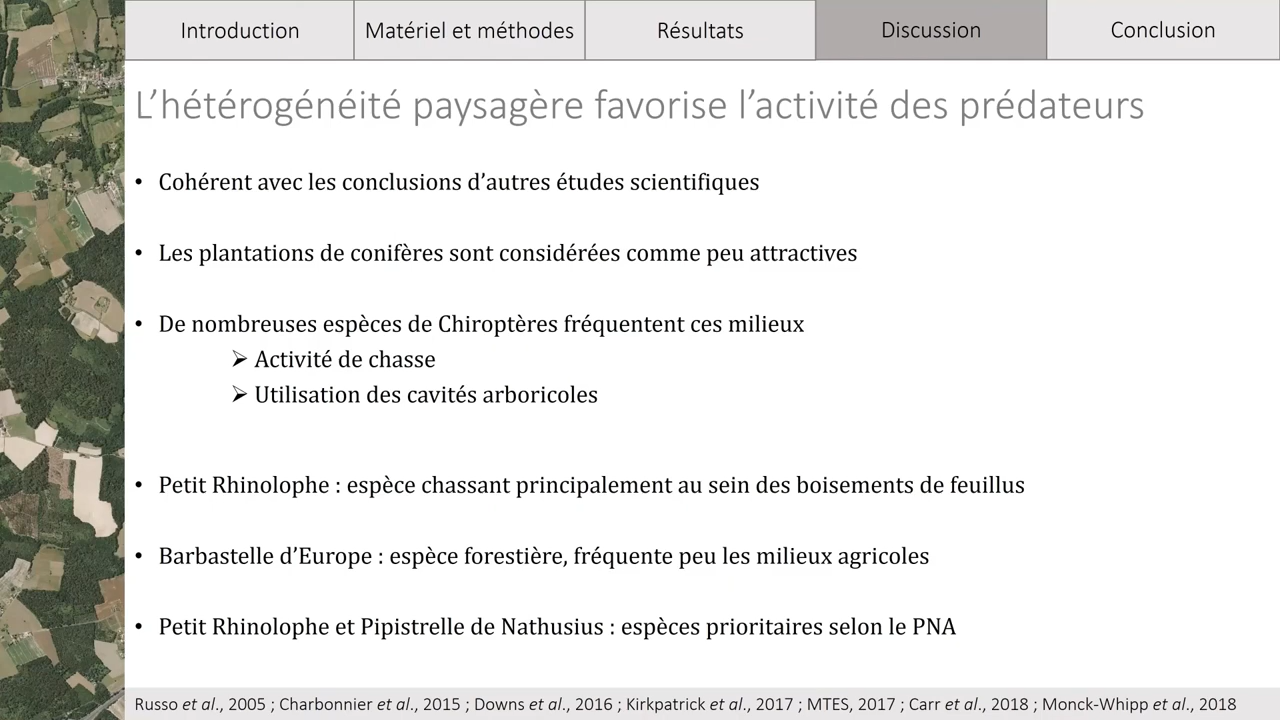 Introduction
Matériel et méthodes
Résultats
Discussion
Conclusion
L’hétérogénéité paysagère favorise l’activité des prédateurs
• Cohérent avec les conclusions d’autres études scientifiques
• Les plantations de conifères sont considérées comme peu attractives
• De nombreuses espèces de Chiroptères fréquentent ces milieux
➢ Activité de chasse
➢ Utilisation des cavités arboricoles
• Petit Rhinolophe : espèce chassant principalement au sein des boisements de feuillus
• Barbastelle d’Europe : espèce forestière, fréquente peu les milieux agricoles
• Petit Rhinolophe et Pipistrelle de Nathusius : espèces prioritaires selon le PNA
Russo et al., 2005 ; Charbonnier et al., 2015 ; Downs et al., 2016 ; Kirkpatrick et al., 2017 ; MTES, 2017 ; Carr et al., 2018 ; Monck-Whipp et al., 2018